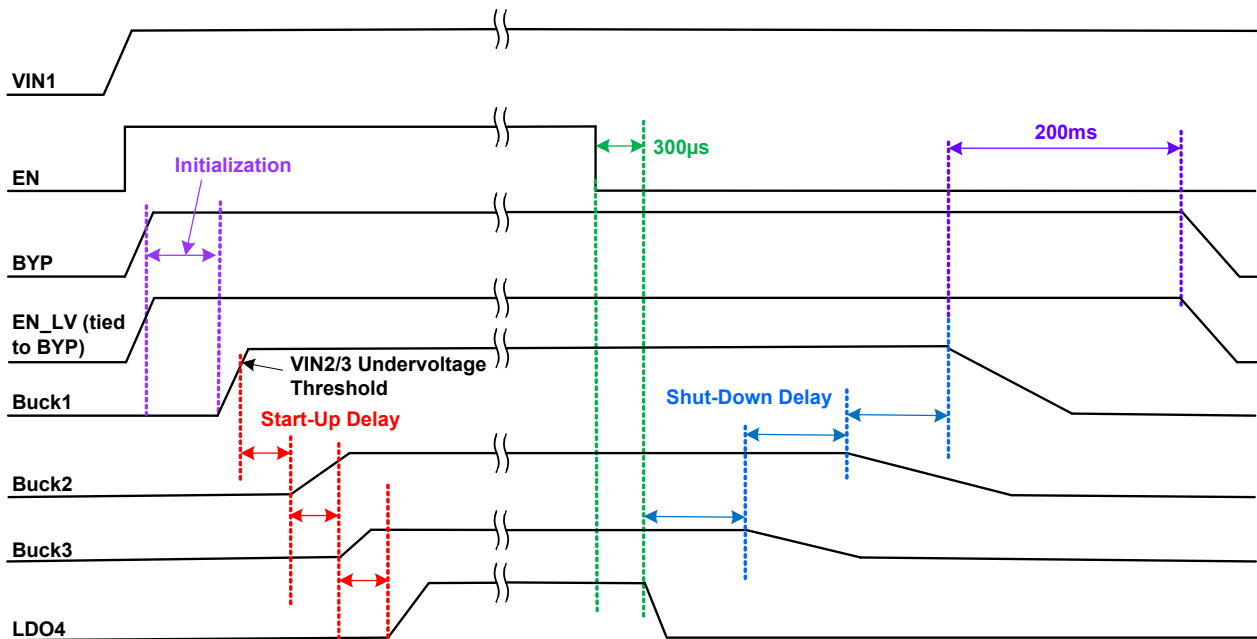 VIN1
EN
300µs
200ms
Initialization
BYP
EN_LV (tied
to BYP)
VIN2/3 Undervoltage
Threshold
Buck1
Start-Up Delay
Shut-Down Delay
Buck2
Buck3
LDO4